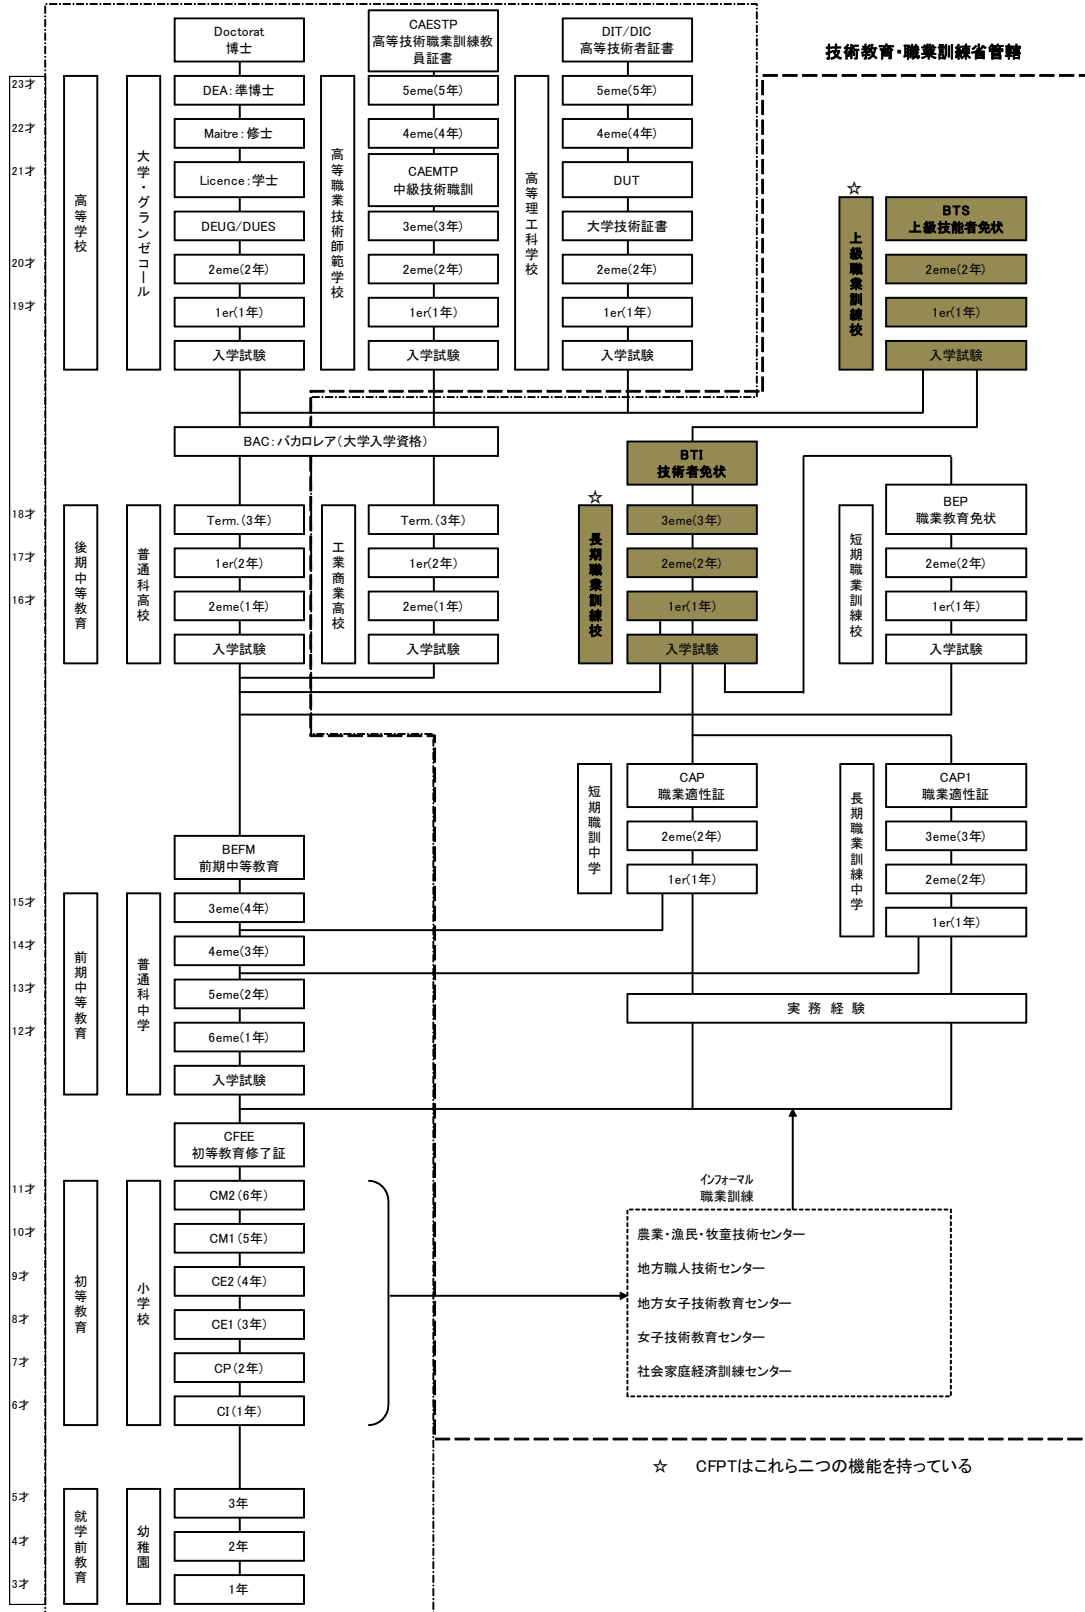 Doctorat
博士
CAESTP
高等技術職業訓練教
員証書
DIT/DIC
高等技術者証書
技術教育・職業訓練省管轄
23才
22才
21才
20才
19才
高等学校
大学・グランゼコール
DEA：準博士
Maitre：修士
Licence：学士
DEUG/DUES
2eme(2年)
1er(1年)
入学試験
高等職業技術師範学校
5eme(5年)
4eme(4年)
CAEMTP
中級技術職訓
3eme(3年)
2eme(2年)
1er(1年)
入学試験
高等理工科学校
5eme(5年)
4eme(4年)
DUT
大学技術証書
2eme(2年)
1er(1年)
入学試験
☆
上級職業訓練校
BTS
上級技能者免状
2eme(2年)
1er(1年)
入学試験
BAC：バカロレア(大学入学資格)
18才
17才
16才
後期中等教育
普通科高校
Term.(3年)
1er(2年)
2eme(1年)
入学試験
工業商業高校
Term.(3年)
1er(2年)
2eme(1年)
入学試験
☆
長期職業訓練校
BTI
技術者免状
3eme(3年)
2eme(2年)
1er(1年)
入学試験
短期職業訓練校
BEP
職業教育免状
2eme(2年)
1er(1年)
入学試験
短期職訓中学
CAP
職業適性証
2eme(2年)
1er(1年)
長期職業訓練中学
CAP1
職業適性証
3eme(3年)
2eme(2年)
1er(1年)
実務経験
BEFM
前期中等教育
15才
14才
13才
12才
前期中等教育
普通科中学
3eme(4年)
4eme(3年)
5eme(2年)
6eme(1年)
入学試験
CFEE
初等教育修了証
11才
10才
9才
8才
7才
6才
初等教育
小学校
CM2(6年)
CM1(5年)
CE2(4年)
CE1(3年)
CP(2年)
CI(1年)
インフォーマル
職業訓練
農業・漁民・牧童技術センター
地方職人技術センター
地方女子技術教育センター
女子技術教育センター
社会家庭経済訓練センター
☆ CFPTはこれら二つの機能を持っている
5才
4才
3才
就学前教育
幼稚園
3年
2年
1年